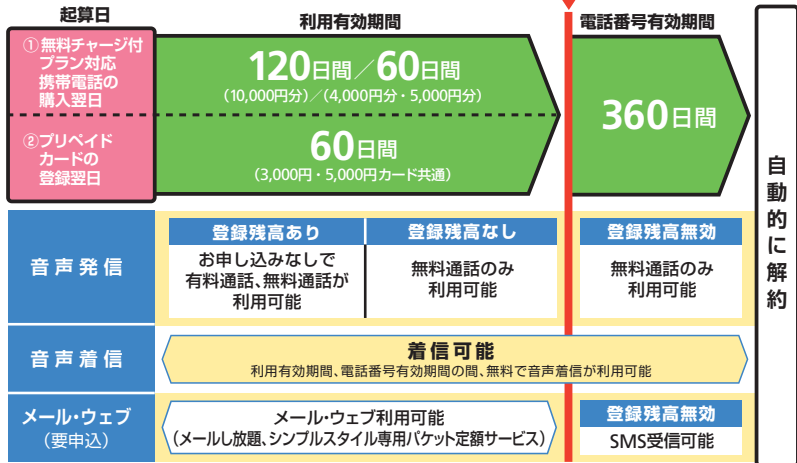 起算日
利用有効期間
電話番号有効期間
①無料チャージ付
プラン対応
携帯電話の
購入翌日
120日間／60日間
（10,000円分）／（4,000円分・5,000円分）
②プリペイド
カードの
登録翌日
60日間
（3,000円・5,000円カード共通）
360日間
自動的に解約
音声発信
登録残高あり
お申し込みなしで
有料通話、無料通話が
利用可能
登録残高なし
無料通話のみ
利用可能
登録残高無効
無料通話のみ
利用可能
音声着信
着信可能
利用有効期間、電話番号有効期間の間、無料で音声着信が利用可能
メール・ウェブ
（要申込）
メール・ウェブ利用可能
（メールし放題、シンプルスタイル専用パケット定額サービス）
登録残高無効
SMS受信可能